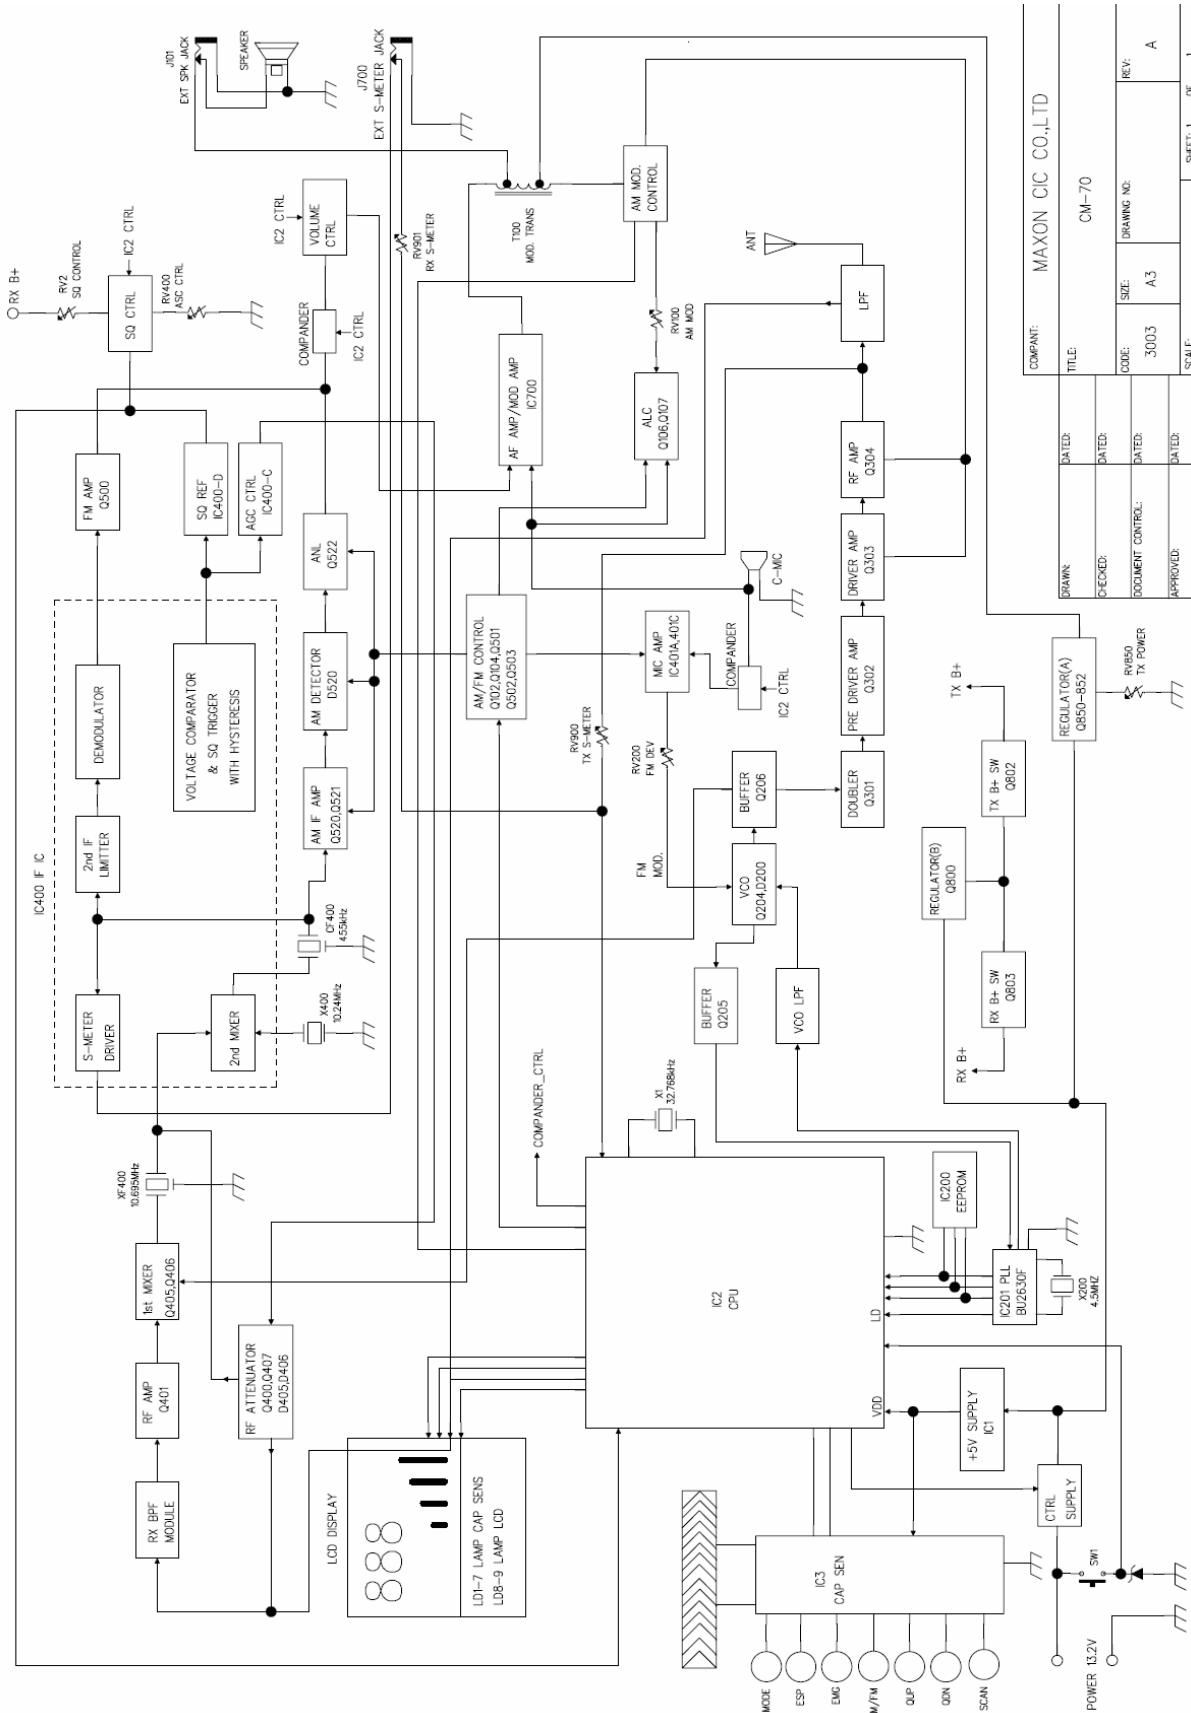 J101
EXT SPK JACK
SPEAKER
J700
EXT S-METER JACK
RX B+
RV2
SQ CONTROL
SQ CTRL
IC2 CTRL
RV400
ASC CTRL
IC2 CTRL
VOLUME
CTRL
COMPANDER
IC2 CTRL
RV901
RX S-METER
T100
MOD. TRANS
AM MOD.
CONTROL
RV100
AM MOD
ANT
LPF
FM AMP
Q500
SQ REF
IC400-D
AGC CTRL
IC400-C
ANL
Q522
AF AMP/MOD AMP
IC700
ALC
Q106,Q107
RF AMP
Q304
DRIVER AMP
Q303
PRE DRIVER AMP
Q302
DOUBLER
Q301
IC400 IF IC
DEMODULATOR
VOLTAGE COMPARATOR
& SQ TRIGGER
WITH HYSTERESIS
2nd IF
LIMITTER
S-METER
DRIVER
2nd MIXER
AM DETECTOR
D520
AM IF AMP
Q520,Q521
CF400
455kHz
X400
10.24MHz
AM/FM CONTROL
Q102,Q104,Q501
Q502,Q503
RV900
TX S-METER
MIC AMP
IC401A,401C
COMPANDER
IC2 CTRL
C-MIC
RV200
FM DEV
FM
MOD.
BUFFER
Q206
VCO
Q204,D200
BUFFER
Q205
VCO LPF
TX B+
REGULATOR(A)
Q850-852
RV850
TX POWER
TX B+ SW
Q802
REGULATOR(B)
Q800
RX B+ SW
Q803
RX B+
XF400
10.695MHz
1st MIXER
Q405,Q406
RF AMP
Q401
RX BPF
MODULE
RF ATTENUATOR
Q400,Q407
D405,D406
COMPANDER_CTRL
X1
32.768kHz
IC2
CPU
LD
VDD
IC200
EEPROM
IC201 PLL
BU2630F
X200
4.5MHZ
+5V SUPPLY
IC1
CTRL
SUPPLY
LCD DISPLAY
888
LD1-7 LAMP CAP SENS
LD8-9 LAMP LCD
IC3
CAP SEN
MODE
ESP
EMG
M/FM
QUP
QDN
SCAN
SW1
POWER 13.2V
COMPANT:
MAXON CIC CO.,LTD
TITLE:
CM-70
CODE:
3003
SIZE:
A3
DRAWING NO:
REV:
A
SCALE:
SHEET: 1 OF 1
DRAWN:
DATED:
CHECKED:
DATED:
DOCUMENT CONTROL:
DATED:
APPROVED:
DATED: